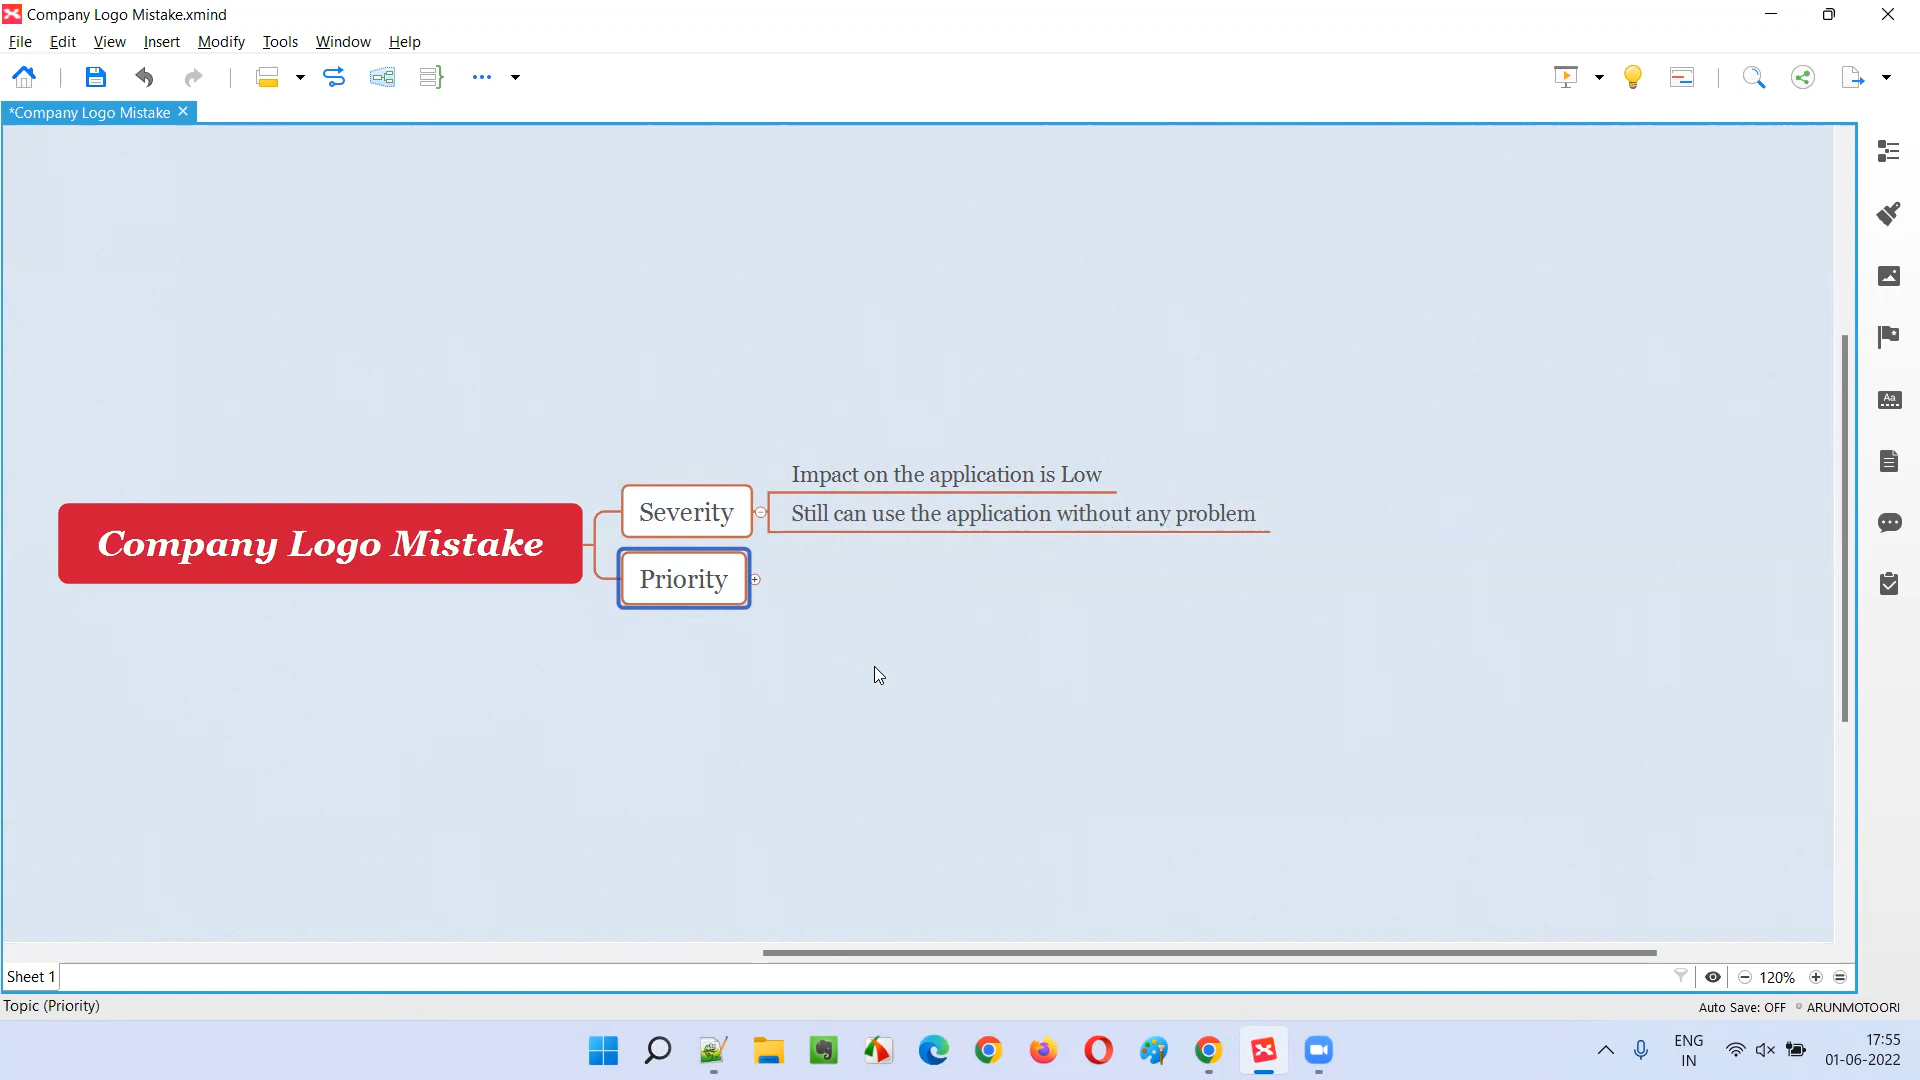 Company Logo Mistake.xmind
File Edit View Insert Modify Tools Window Help
*Company Logo Mistake
Aa
Impact on the application is Low
Severity
Still can use the application without any problem
Company Logo Mistake
Priority
Sheet 1
120%
Topic (Priority)
Auto Save: OFF ARUNMOTOORI
ENG
IN
17:55
01-06-2022